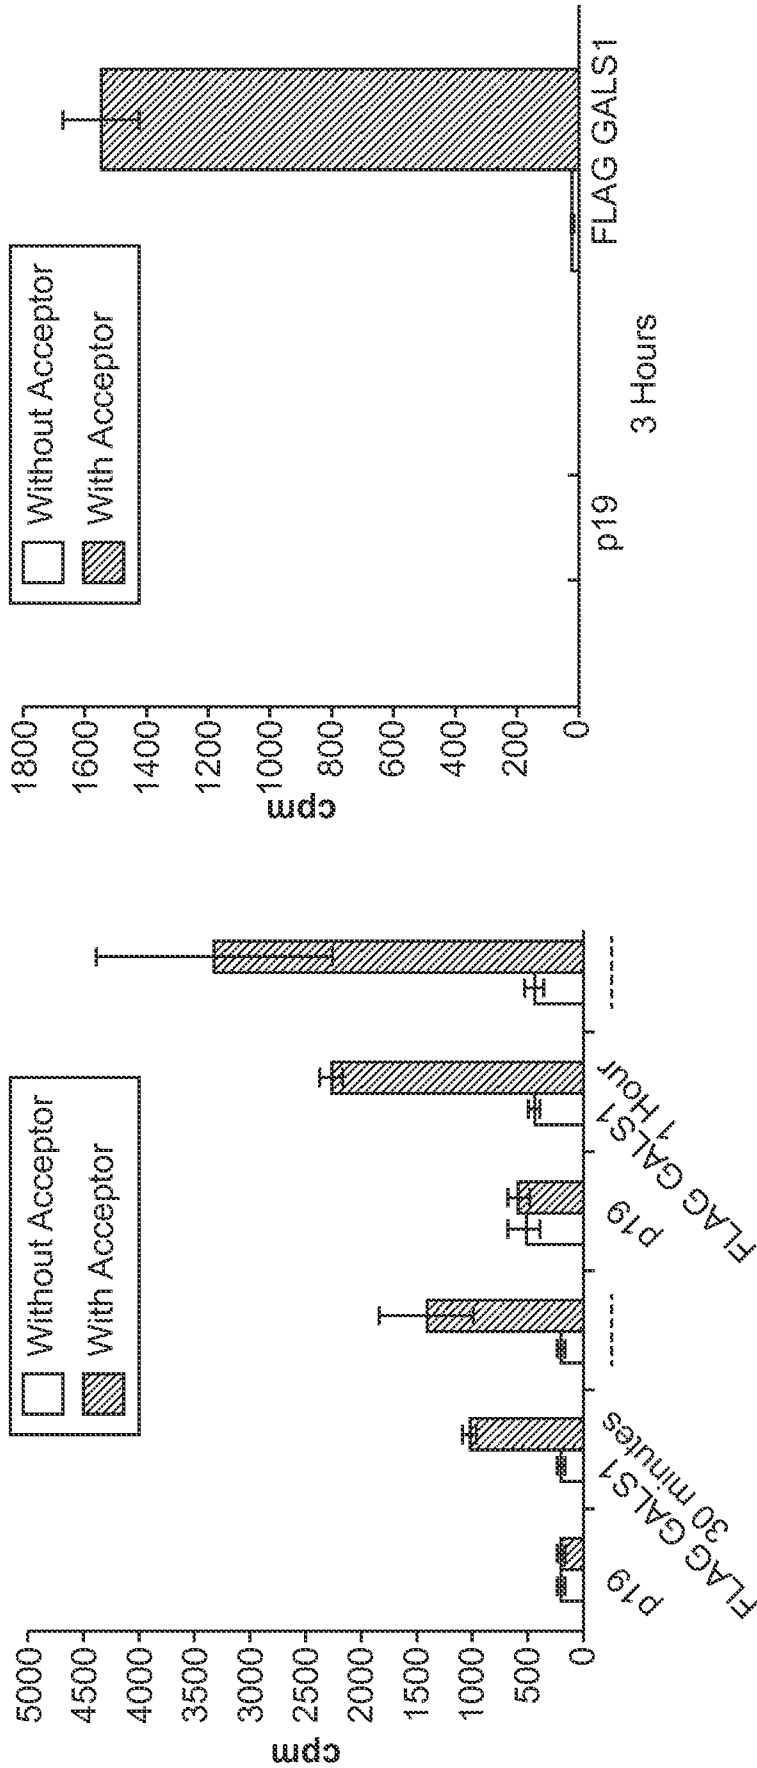 Without Acceptor
With Acceptor
cpm
5000
4500
4000
3500
3000
2500
2000
1500
1000
500
0
p19
FLAG GALS1
30 minutes
------
p19
FLAG GALS1
1 Hour
------
Without Acceptor
With Acceptor
cpm
1800
1600
1400
1200
1000
800
600
400
200
0
p19
FLAG GALS1
3 Hours